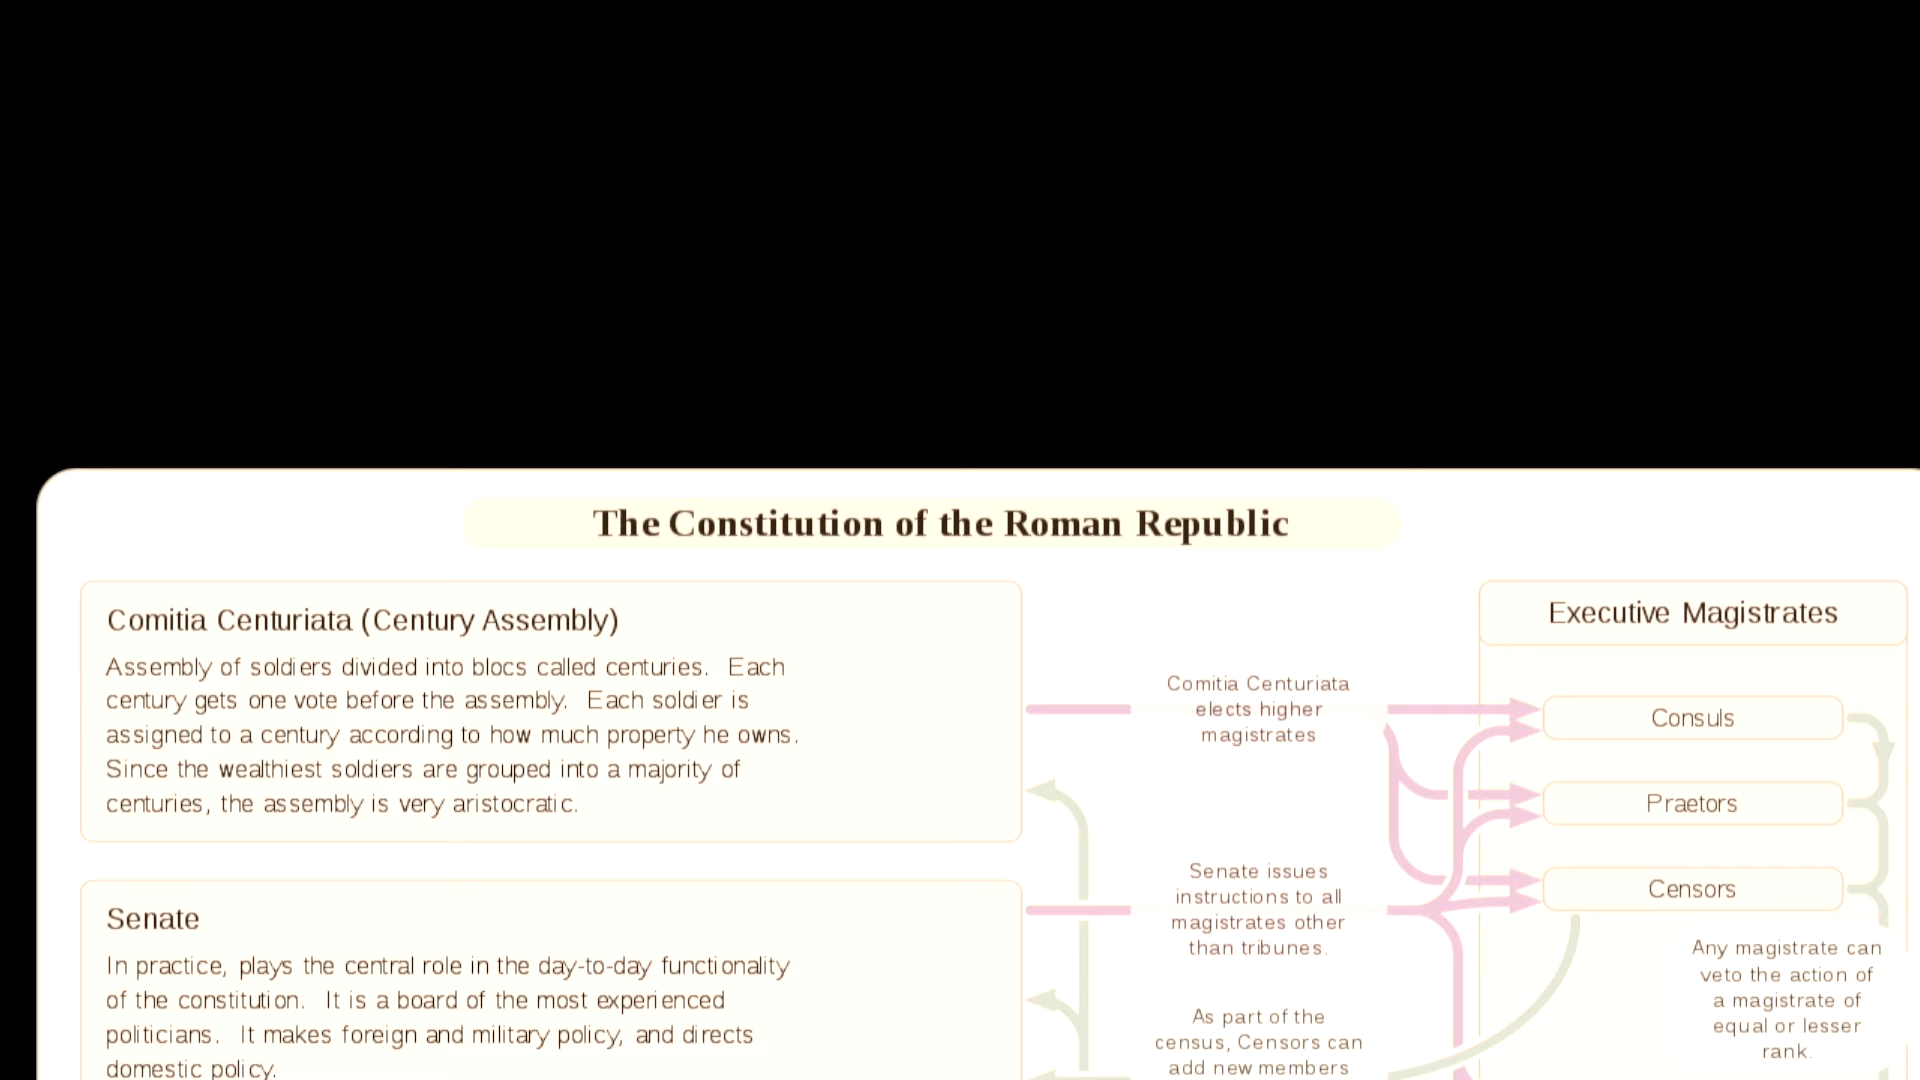 The Constitution of the Roman Republic
Comitia Centuriata (Century Assembly)
Assembly of soldiers divided into blocs called centuries. Each
century gets one vote before the assembly. Each soldier is
assigned to a century according to how much property he owns.
Since the wealthiest soldiers are grouped into a majority of
centuries, the assembly is very aristocratic.
Senate
In practice, plays the central role in the day-to-day functionality
of the constitution. It is a board of the most experienced
politicians. It makes foreign and military policy, and directs
domestic policy.
Comitia Centuriata
elects higher
magistrates
Senate issues
instructions to all
magistrates other
than tribunes.
As part of the
census, Censors can
add new members
Executive Magistrates
Consuls
Praetors
Censors
Any magistrate can
veto the action of
a magistrate of
equal or lesser
rank.